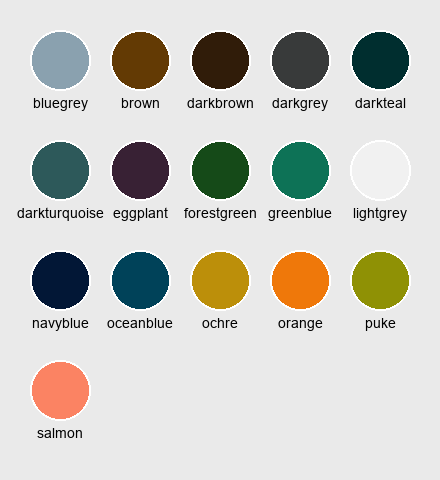 bluegrey brown darkbrown darkgrey darkteal
darkturquoise eggplant forestgreen greenblue lightgrey
navyblue oceanblue ochre orange puke
salmon